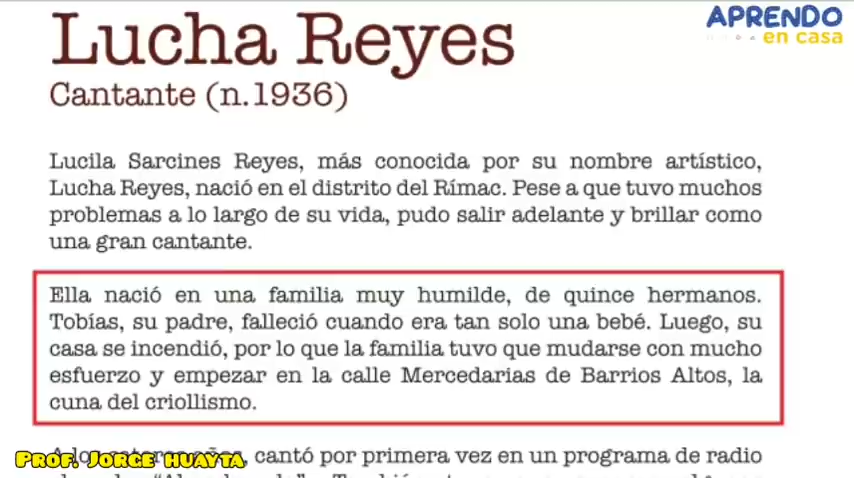 Lucha Reyes
APRENDO
en casa
Cantante (n.1936)
Lucila Sarcines Reyes, más conocida por su nombre artístico,
Lucha Reyes, nació en el distrito del Rímac. Pese a que tuvo muchos
problemas a lo largo de su vida, pudo salir adelante y brillar como
una gran cantante.
Ella nació en una familia muy humilde, de quince hermanos.
Tobías, su padre, falleció cuando era tan solo una bebé. Luego, su
casa se incendió, por lo que la familia tuvo que mudarse con mucho
esfuerzo y empezar en la calle Mercedarias de Barrios Altos, la
cuna del criollismo.
cantó por primera vez en un programa de radio
Prof. Jorge huayta